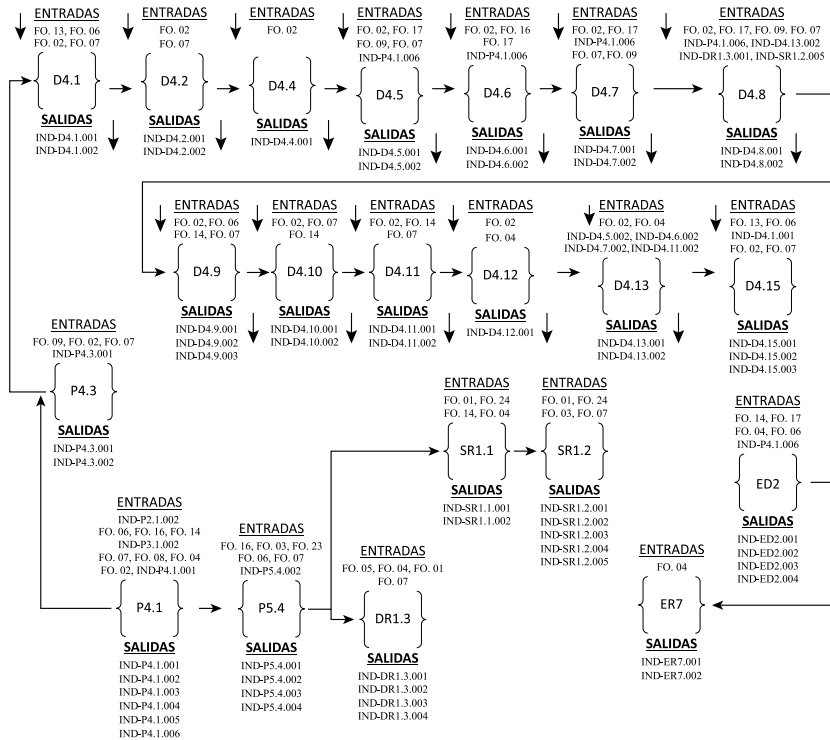 ENTRADAS
FO. 13, FO. 06
FO. 02, FO. 07
D4.1
SALIDAS
IND-D4.1.001
IND-D4.1.002
ENTRADAS
FO. 02
FO. 07
D4.2
SALIDAS
IND-D4.2.001
IND-D4.2.002
ENTRADAS
FO. 02
D4.4
SALIDAS
IND-D4.4.001
ENTRADAS
FO. 02, FO. 17
FO. 09, FO. 07
IND-P4.1.006
D4.5
SALIDAS
IND-D4.5.001
IND-D4.5.002
ENTRADAS
FO. 02, FO. 16
FO. 17
IND-P4.1.006
D4.6
SALIDAS
IND-D4.6.001
IND-D4.6.002
ENTRADAS
FO. 02, FO. 17
IND-P4.1.006
FO. 07, FO. 09
D4.7
SALIDAS
IND-D4.7.001
IND-D4.7.002
ENTRADAS
FO. 02, FO. 17, FO. 09, FO. 07
IND-P4.1.006, IND-D4.13.002
IND-DR1.3.001, IND-SR1.2.005
D4.8
SALIDAS
IND-D4.8.001
IND-D4.8.002
ENTRADAS
FO. 02, FO. 06
FO. 14, FO. 07
D4.9
SALIDAS
IND-D4.9.001
IND-D4.9.002
IND-D4.9.003
ENTRADAS
FO. 02, FO. 07
FO. 14
D4.10
SALIDAS
IND-D4.10.001
IND-D4.10.002
ENTRADAS
FO. 02, FO. 14
FO. 07
D4.11
SALIDAS
IND-D4.11.001
IND-D4.11.002
ENTRADAS
FO. 02
FO. 04
D4.12
SALIDAS
IND-D4.12.001
ENTRADAS
FO. 02, FO. 04
IND-D4.5.002, IND-D4.6.002
IND-D4.7.002, IND-D4.11.002
D4.13
SALIDAS
IND-D4.13.001
IND-D4.13.002
ENTRADAS
FO. 13, FO. 06
IND-D4.1.001
FO. 02, FO. 07
D4.15
SALIDAS
IND-D4.15.001
IND-D4.15.002
IND-D4.15.003
ENTRADAS
FO. 09, FO. 02, FO. 07
IND-P4.3.001
P4.3
SALIDAS
IND-P4.3.001
IND-P4.3.002
ENTRADAS
FO. 01, FO. 24
FO. 14, FO. 04
SR1.1
SALIDAS
IND-SR1.1.001
IND-SR1.1.002
ENTRADAS
FO. 01, FO. 24
FO. 03, FO. 07
SR1.2
SALIDAS
IND-SR1.2.001
IND-SR1.2.002
IND-SR1.2.003
IND-SR1.2.004
IND-SR1.2.005
ENTRADAS
FO. 14, FO. 17
FO. 04, FO. 06
IND-P4.1.006
ED2
SALIDAS
IND-ED2.001
IND-ED2.002
IND-ED2.003
IND-ED2.004
ENTRADAS
IND-P2.1.002
FO. 06, FO. 16, FO. 14
IND-P3.1.002
FO. 07, FO. 08, FO. 04
FO. 02, IND-P4.1.001
P4.1
SALIDAS
IND-P4.1.001
IND-P4.1.002
IND-P4.1.003
IND-P4.1.004
IND-P4.1.005
IND-P4.1.006
ENTRADAS
FO. 16, FO. 03, FO. 23
FO. 06, FO. 07
IND-P5.4.002
P5.4
SALIDAS
IND-P5.4.001
IND-P5.4.002
IND-P5.4.003
IND-P5.4.004
ENTRADAS
FO. 05, FO. 04, FO. 01
FO. 07
DR1.3
SALIDAS
IND-DR1.3.001
IND-DR1.3.002
IND-DR1.3.003
IND-DR1.3.004
ENTRADAS
FO. 04
ER7
SALIDAS
IND-ER7.001
IND-ER7.002